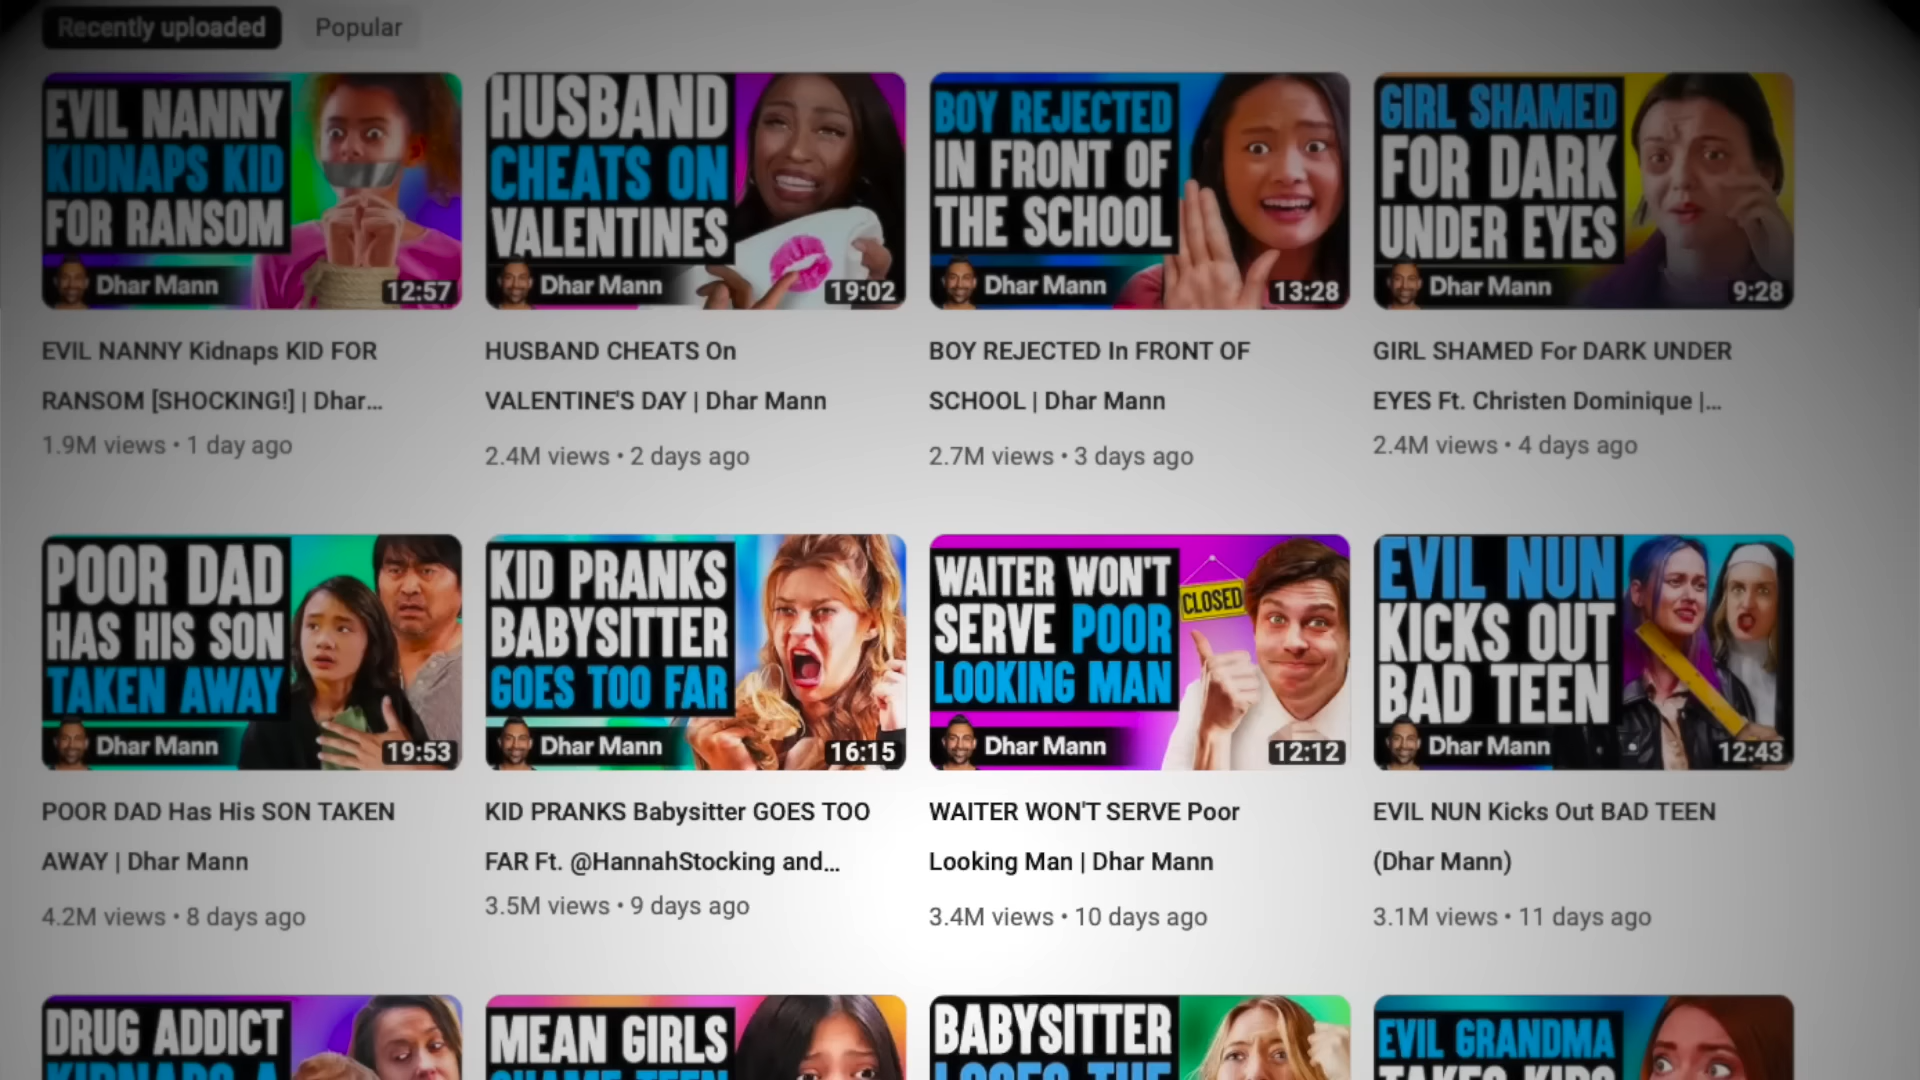 Recently uploaded
Popular
EVIL NANNY
KIDNAPS KID
FOR RANSOM
Dhar Mann
12:57
HUSBAND
CHEATS ON
VALENTINES
Dhar Mann
19:02
BOY REJECTED
IN FRONT OF
THE SCHOOL
Dhar Mann
13:28
GIRL SHAMED
FOR DARK
UNDER EYES
Dhar Mann
9:28
EVIL NANNY Kidnaps KID FOR
RANSOM [SHOCKING!] | Dhar...
1.9M views • 1 day ago
HUSBAND CHEATS On
VALENTINE'S DAY | Dhar Mann
2.4M views • 2 days ago
BOY REJECTED In FRONT OF
SCHOOL | Dhar Mann
2.7M views • 3 days ago
GIRL SHAMED For DARK UNDER
EYES Ft. Christen Dominique |...
2.4M views • 4 days ago
POOR DAD
HAS HIS SON
TAKEN AWAY
Dhar Mann
19:53
KID PRANKS
BABYSITTER
GOES TOO FAR
Dhar Mann
16:15
WAITER WON'T
SERVE POOR
LOOKING MAN
CLOSED
Dhar Mann
12:12
EVIL NUN
KICKS OUT
BAD TEEN
Dhar Mann
12:43
POOR DAD Has His SON TAKEN
AWAY | Dhar Mann
4.2M views • 8 days ago
KID PRANKS Babysitter GOES TOO
FAR Ft. @HannahStocking and...
3.5M views • 9 days ago
WAITER WON'T SERVE Poor
Looking Man | Dhar Mann
3.4M views • 10 days ago
EVIL NUN Kicks Out BAD TEEN
(Dhar Mann)
3.1M views • 11 days ago
DRUG ADDICT
KIDNAPS A
MEAN GIRLS
SHAME TEEN
BABYSITTER
LOSES THE
EVIL GRANDMA
TAKES KIDS